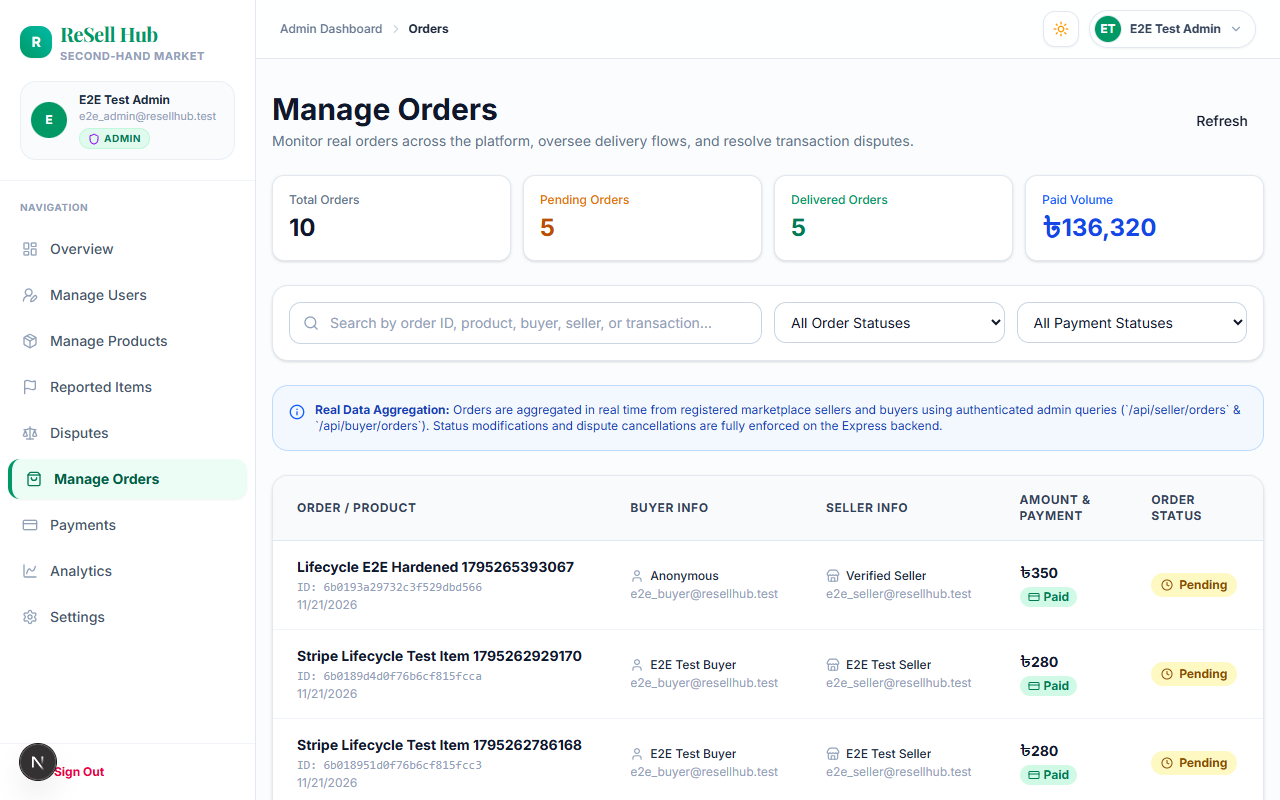 R
ReSell Hub
SECOND-HAND MARKET
E
E2E Test Admin
e2e_admin@resellhub.test
ADMIN
NAVIGATION
Overview
Manage Users
Manage Products
Reported Items
Disputes
Manage Orders
Payments
Analytics
Settings
N
Sign Out
Admin Dashboard
Orders
ET
E2E Test Admin
Manage Orders
Monitor real orders across the platform, oversee delivery flows, and resolve transaction disputes.
Refresh
Total Orders
10
Pending Orders
5
Delivered Orders
5
Paid Volume
৳136,320
Search by order ID, product, buyer, seller, or transaction...
All Order Statuses
All Payment Statuses
Real Data Aggregation: Orders are aggregated in real time from registered marketplace sellers and buyers using authenticated admin queries (`/api/seller/orders` &
`/api/buyer/orders`). Status modifications and dispute cancellations are fully enforced on the Express backend.
ORDER / PRODUCT
BUYER INFO
SELLER INFO
AMOUNT &
PAYMENT
ORDER
STATUS
Lifecycle E2E Hardened 1795265393067
ID: 6b0193a29732c3f529dbd566
11/21/2026
Anonymous
e2e_buyer@resellhub.test
Verified Seller
e2e_seller@resellhub.test
৳350
Paid
Pending
Stripe Lifecycle Test Item 1795262929170
ID: 6b0189d4d0f76b6cf815fcca
11/21/2026
E2E Test Buyer
e2e_buyer@resellhub.test
E2E Test Seller
e2e_seller@resellhub.test
৳280
Paid
Pending
Stripe Lifecycle Test Item 1795262786168
ID: 6b018951d0f76b6cf815fcc3
11/21/2026
E2E Test Buyer
e2e_buyer@resellhub.test
E2E Test Seller
e2e_seller@resellhub.test
৳280
Paid
Pending